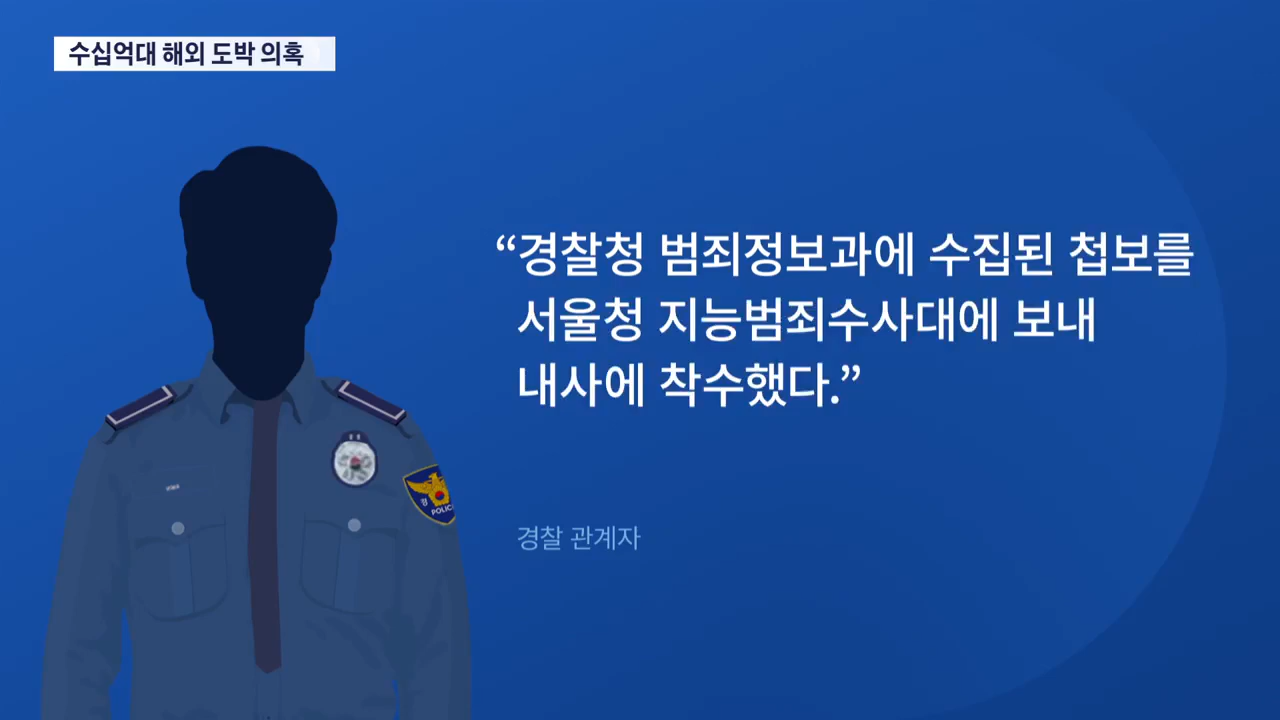 수십억대 해외 도박 의혹
“경찰청 범죄정보과에 수집된 첩보를
서울청 지능범죄수사대에 보내
내사에 착수했다.”
경찰 관계자
POLIC